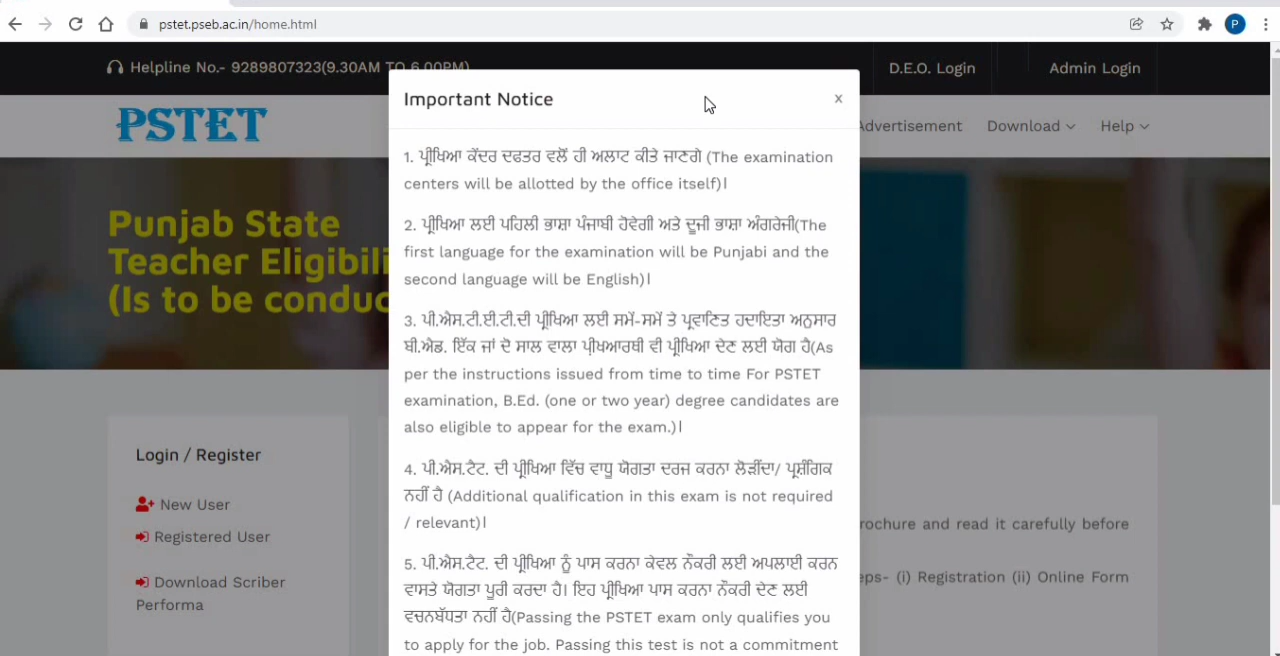 pstet.pseb.ac.in/home.html
P
Helpline No.- 9289807323(9.30AM TO 6.00PM)
D.E.O. Login
Admin Login
PSTET
Advertisement
Download
Help
Punjab State
Teacher Eligibili
(Is to be conduc
Important Notice
x
1. ਪ੍ਰੀਖਿਆ ਕੇਂਦਰ ਦਫਤਰ ਵਲੋਂ ਹੀ ਅਲਾਟ ਕੀਤੇ ਜਾਣਗੇ (The examination
centers will be allotted by the office itself)।
2. ਪ੍ਰੀਖਿਆ ਲਈ ਪਹਿਲੀ ਭਾਸ਼ਾ ਪੰਜਾਬੀ ਹੋਵੇਗੀ ਅਤੇ ਦੂਜੀ ਭਾਸ਼ਾ ਅੰਗਰੇਜੀ(The
first language for the examination will be Punjabi and the
second language will be English)।
3. ਪੀ.ਐਸ.ਟੀ.ਈ.ਟੀ.ਦੀ ਪ੍ਰੀਖਿਆ ਲਈ ਸਮੇਂ-ਸਮੇਂ ਤੇ ਪ੍ਰਵਾਣਿਤ ਹਦਾਇਤਾ ਅਨੁਸਾਰ
ਬੀ.ਐਡ. ਇੱਕ ਜਾਂ ਦੋ ਸਾਲ ਵਾਲਾ ਪ੍ਰੀਖਆਰਥੀ ਵੀ ਪ੍ਰੀਖਿਆ ਦੇਣ ਲਈ ਯੋਗ ਹੈ(As
per the instructions issued from time to time For PSTET
examination, B.Ed. (one or two year) degree candidates are
also eligible to appear for the exam.)।
4. ਪੀ.ਐਸ.ਟੈਟ. ਦੀ ਪ੍ਰੀਖਿਆ ਵਿੱਚ ਵਾਧੂ ਯੋਗਤਾ ਦਰਜ ਕਰਨਾ ਲੋੜੀਂਦਾ/ ਪ੍ਰਸ਼ੰਗਿਕ
ਨਹੀਂ ਹੈ (Additional qualification in this exam is not required
/ relevant)।
5. ਪੀ.ਐਸ.ਟੈਟ. ਦੀ ਪ੍ਰੀਖਿਆ ਨੂੰ ਪਾਸ ਕਰਨਾ ਕੇਵਲ ਨੌਕਰੀ ਲਈ ਅਪਲਾਈ ਕਰਨ
ਵਾਸਤੇ ਯੋਗਤਾ ਪੂਰੀ ਕਰਦਾ ਹੈ। ਇਹ ਪ੍ਰੀਖਿਆ ਪਾਸ ਕਰਨਾ ਨੌਕਰੀ ਦੇਣ ਲਈ
ਵਚਨਬੱਧਤਾ ਨਹੀਂ ਹੈ(Passing the PSTET exam only qualifies you
to apply for the job. Passing this test is not a commitment
Login / Register
New User
Registered User
Download Scriber
Performa
rochure and read it carefully before
eps- (i) Registration (ii) Online Form